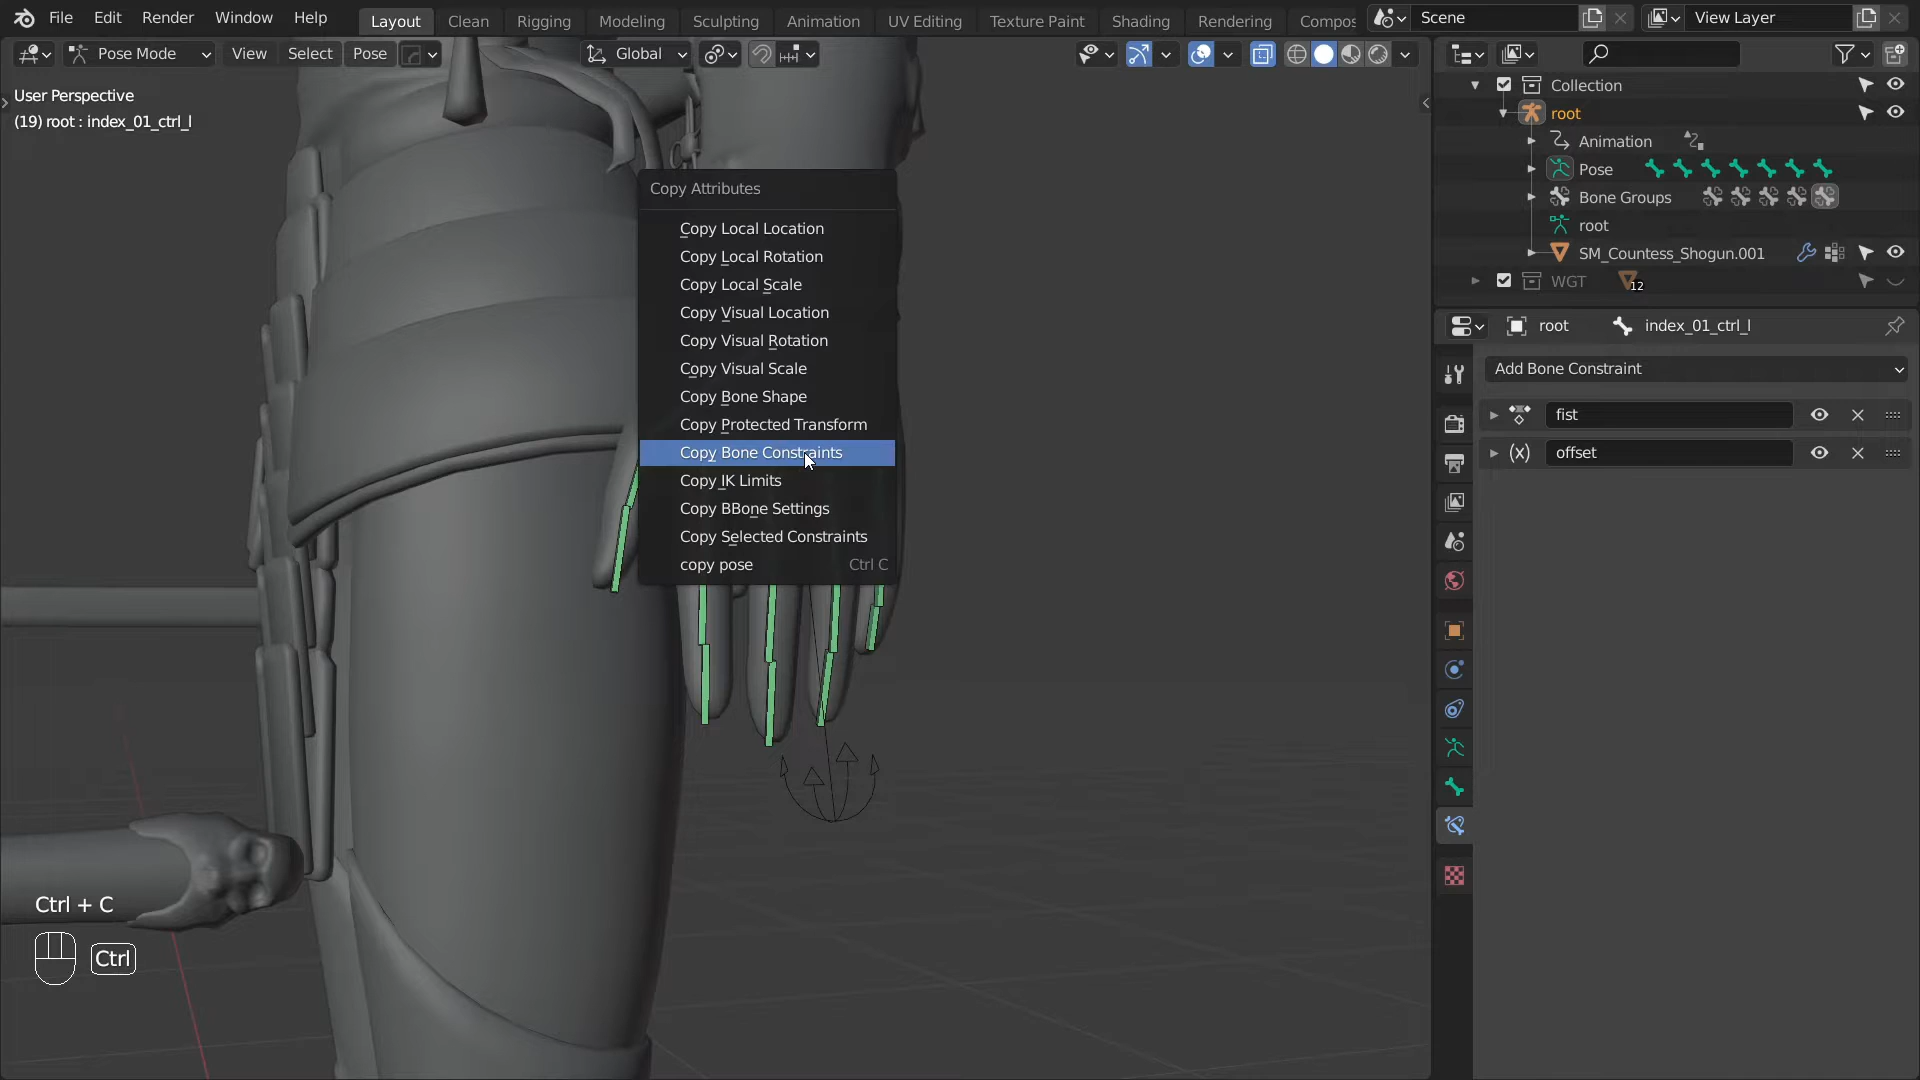 File Edit Render Window Help Layout Clean Rigging Modeling Sculpting Animation UV Editing Texture Paint Shading Rendering Compos Scene View Layer
Pose Mode View Select Pose Global
User Perspective
(19) root : index_01_ctrl_l
Copy Attributes
Copy Local Location
Copy Local Rotation
Copy Local Scale
Copy Visual Location
Copy Visual Rotation
Copy Visual Scale
Copy Bone Shape
Copy Protected Transform
Copy Bone Constraints
Copy IK Limits
Copy BBone Settings
Copy Selected Constraints
copy pose Ctrl C
Ctrl + C
Ctrl
Collection
root
Animation
Pose
Bone Groups
root
SM_Countess_Shogun.001
WGT 12
root index_01_ctrl_l
Add Bone Constraint
fist
(x) offset